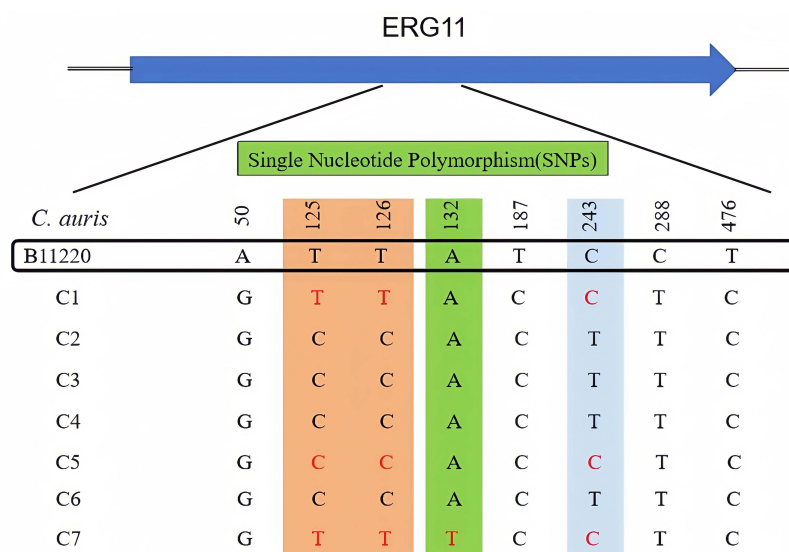 ERG11
Single Nucleotide Polymorphism(SNPs)
C. auris 50 125 126 132 187 243 288 476
B11220 A T T A T C C T
C1 G T T A C C T C
C2 G C C A C T T C
C3 G C C A C T T C
C4 G C C A C T T C
C5 G C C A C C T C
C6 G C C A C T T C
C7 G T T T C C T C